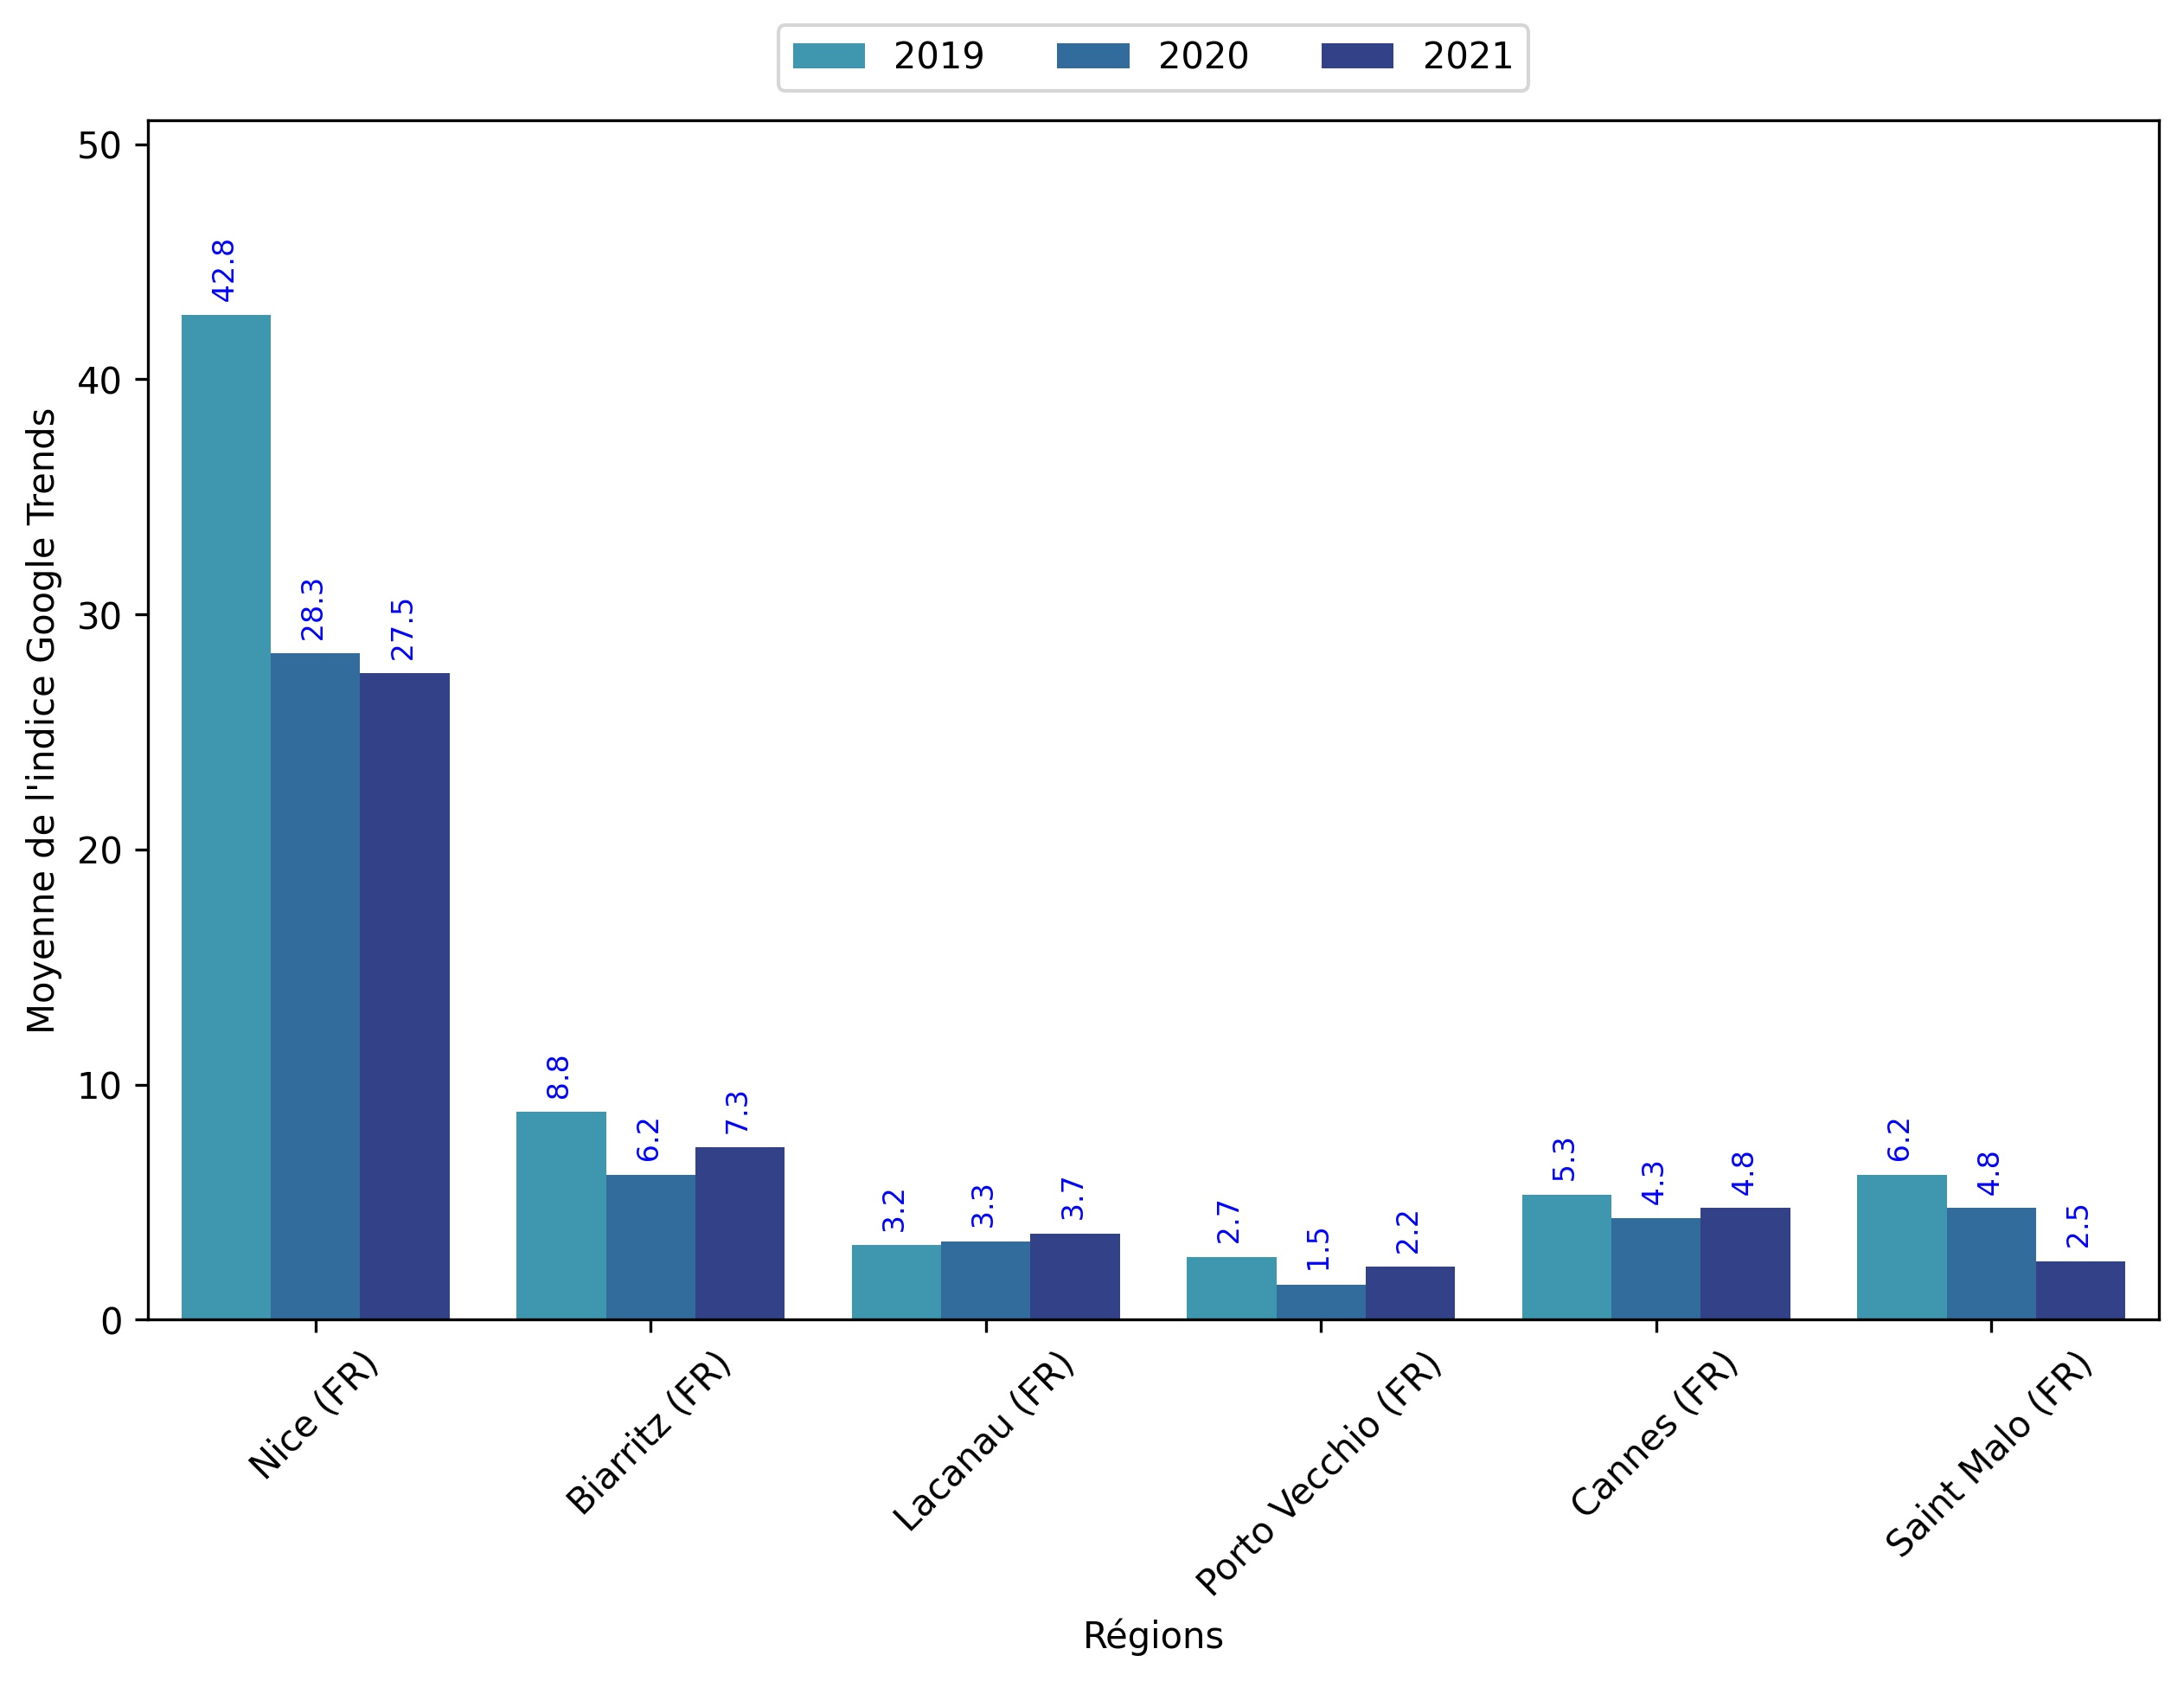 2019 2020 2021
50
40
30
20
10
0
Moyenne de l'indice Google Trends
42.8
28.3
27.5
8.8
6.2
7.3
3.2
3.3
3.7
2.7
1.5
2.2
5.3
4.3
4.8
6.2
4.8
2.5
Nice (FR)
Biarritz (FR)
Lacanau (FR)
Porto Vecchio (FR)
Cannes (FR)
Saint Malo (FR)
Régions